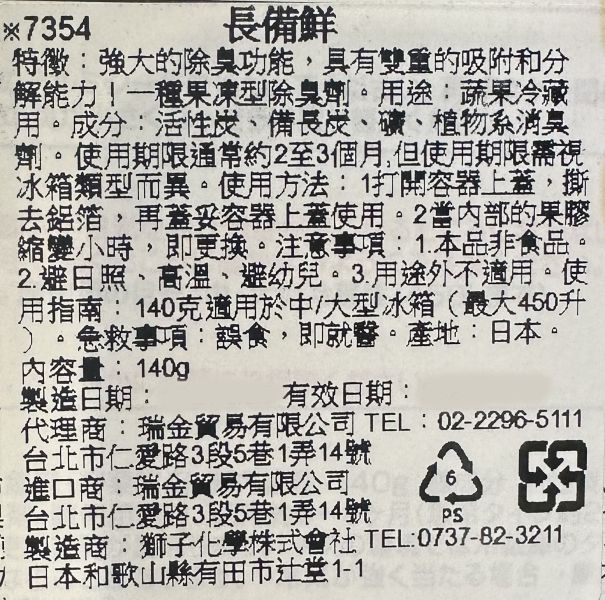 ※7354 長備鮮
特徵：強大的除臭功能，具有雙重的吸附和分
解能力！一種果凍型除臭劑。用途：蔬果冷藏
用。成分：活性炭、備長炭、礦、植物系消臭
劑。使用期限通常約2至3個月,但使用期限需視
冰箱類型而異。使用方法：1打開容器上蓋，撕
去鋁箔，再蓋妥容器上蓋使用。2當內部的果膠
縮變小時，即更換。注意事項：1.本品非食品。
2.避日照、高溫、避幼兒。3.用途外不適用。使
用指南：140克適用於中/大型冰箱（最大450升
）。急救事項：誤食，即就醫。產地：日本。
內容量：140g
製造日期： 有效日期：
代理商：瑞金貿易有限公司 TEL：02-2296-5111
台北市仁愛路3段5巷1弄14號
進口商：瑞金貿易有限公司
台北市仁愛路3段5巷1弄14號
6
PS
製造商：獅子化學株式會社 TEL:0737-82-3211
日本和歌山縣有田市辻堂1-1